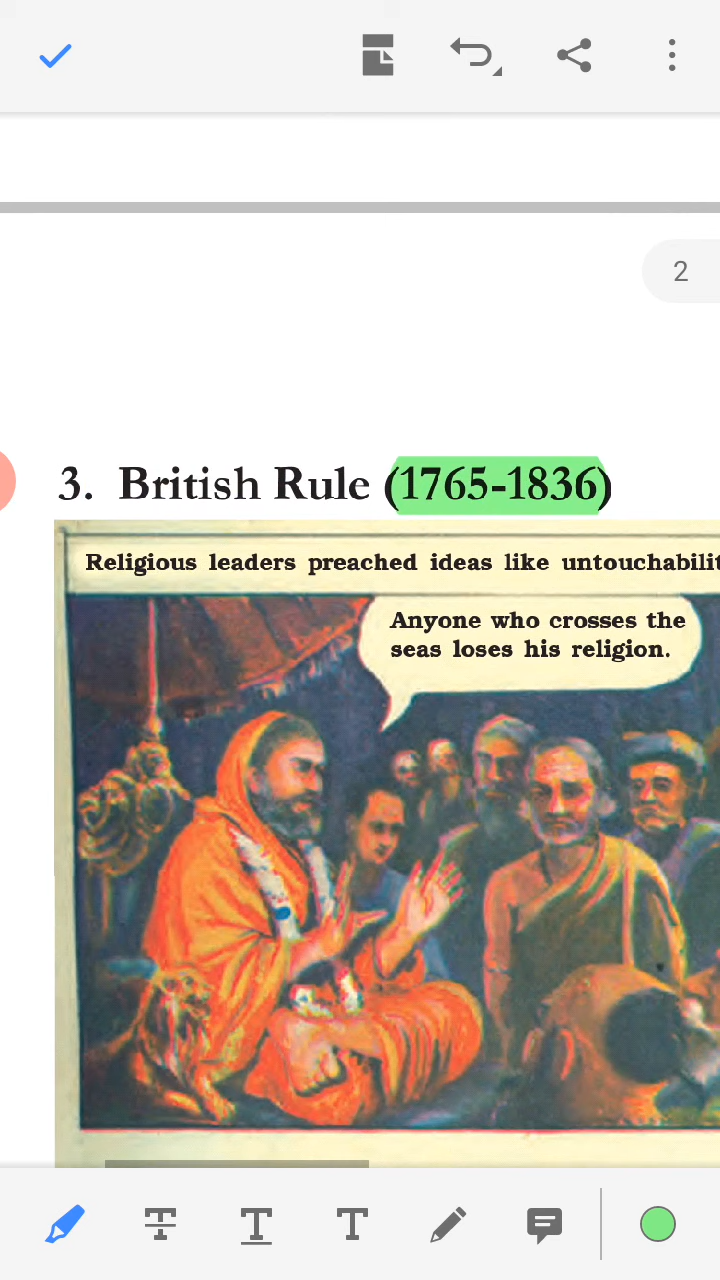 2
3. British Rule (1765-1836)
Religious leaders preached ideas like
Anyone who crosses the
seas loses his religion.